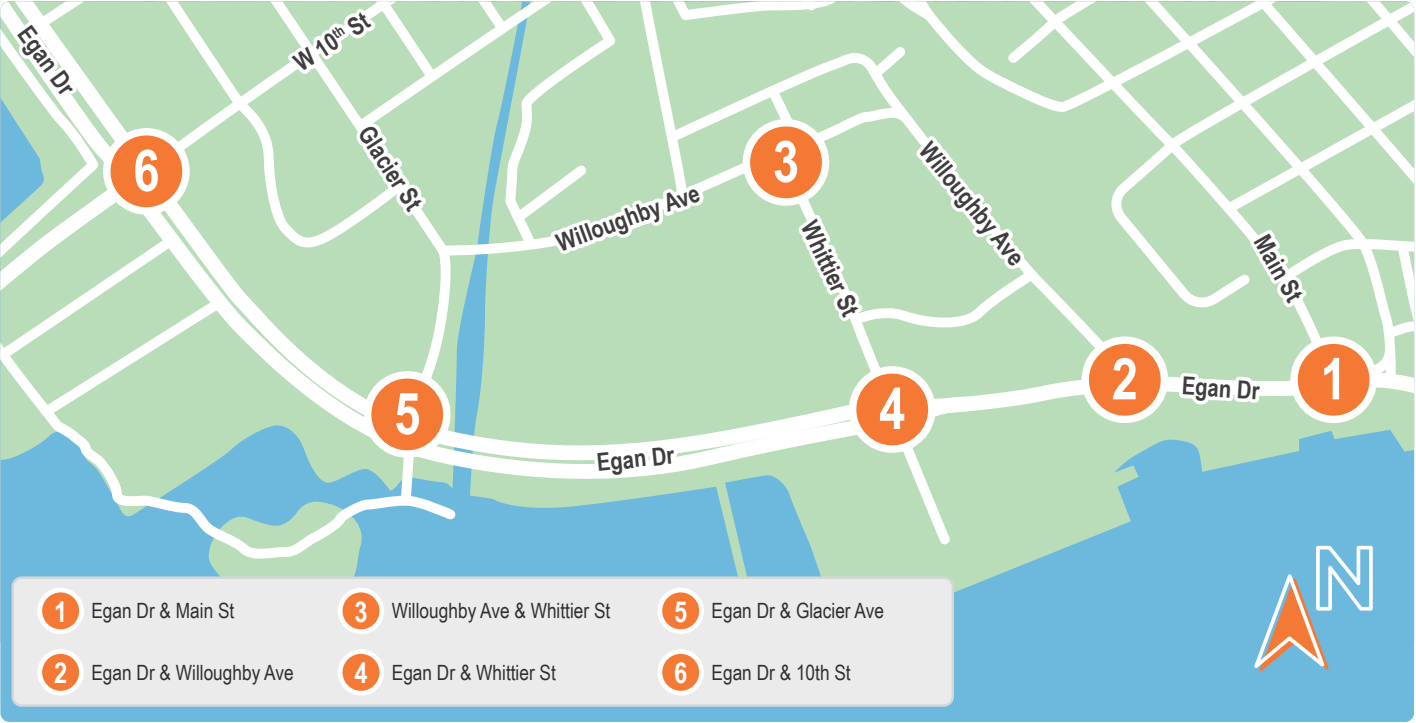 Egan Dr
W 10th St
6
Glacier St
Willoughby Ave
3
Willoughby Ave
Whittier St
Main St
5
Egan Dr
4
2
Egan Dr
1
N
1 Egan Dr & Main St
2 Egan Dr & Willoughby Ave
3 Willoughby Ave & Whittier St
4 Egan Dr & Whittier St
5 Egan Dr & Glacier Ave
6 Egan Dr & 10th St